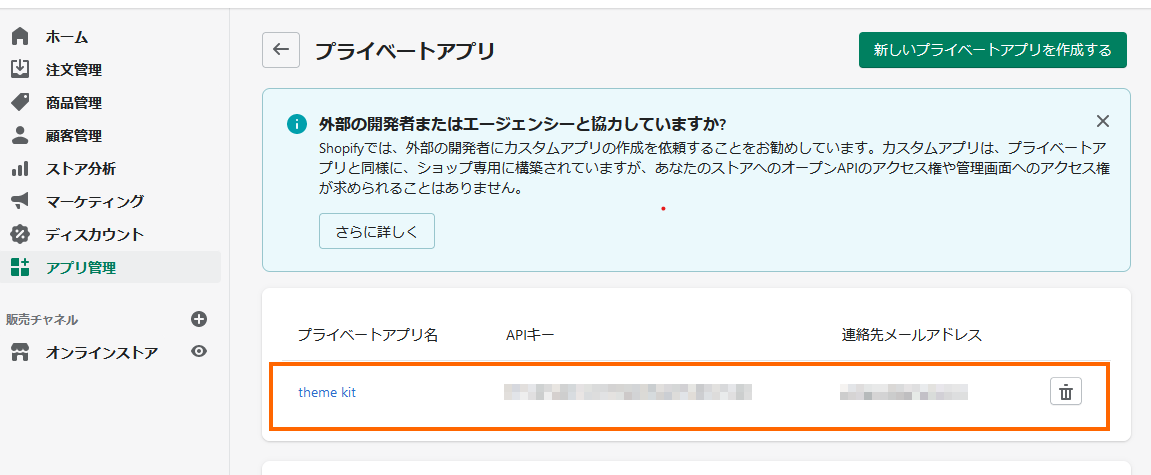 ホーム
注文管理
商品管理
顧客管理
ストア分析
マーケティング
ディスカウント
アプリ管理
販売チャネル
オンラインストア
プライベートアプリ
新しいプライベートアプリを作成する
外部の開発者またはエージェンシーと協力していますか?
Shopifyでは、外部の開発者にカスタムアプリの作成を依頼することをお勧めしています。カスタムアプリは、プライベートア
プリと同様に、ショップ専用に構築されていますが、あなたのストアへのオープンAPIのアクセス権や管理画面へのアクセス権
が求められることはありません。
さらに詳しく
プライベートアプリ名 APIキー 連絡先メールアドレス
theme kit